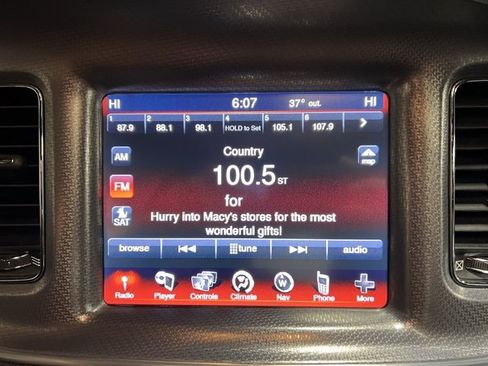 HI 6:07 37° out. HI
1 2 3 4 5 6
87.9 88.1 98.1 HOLD to Set 105.1 107.9 >
AM Country map
FM 100.5 ST
for
SAT Hurry into Macy's stores for the most
wonderful gifts!
browse tune audio
Radio Player Controls Climate Nav Phone More